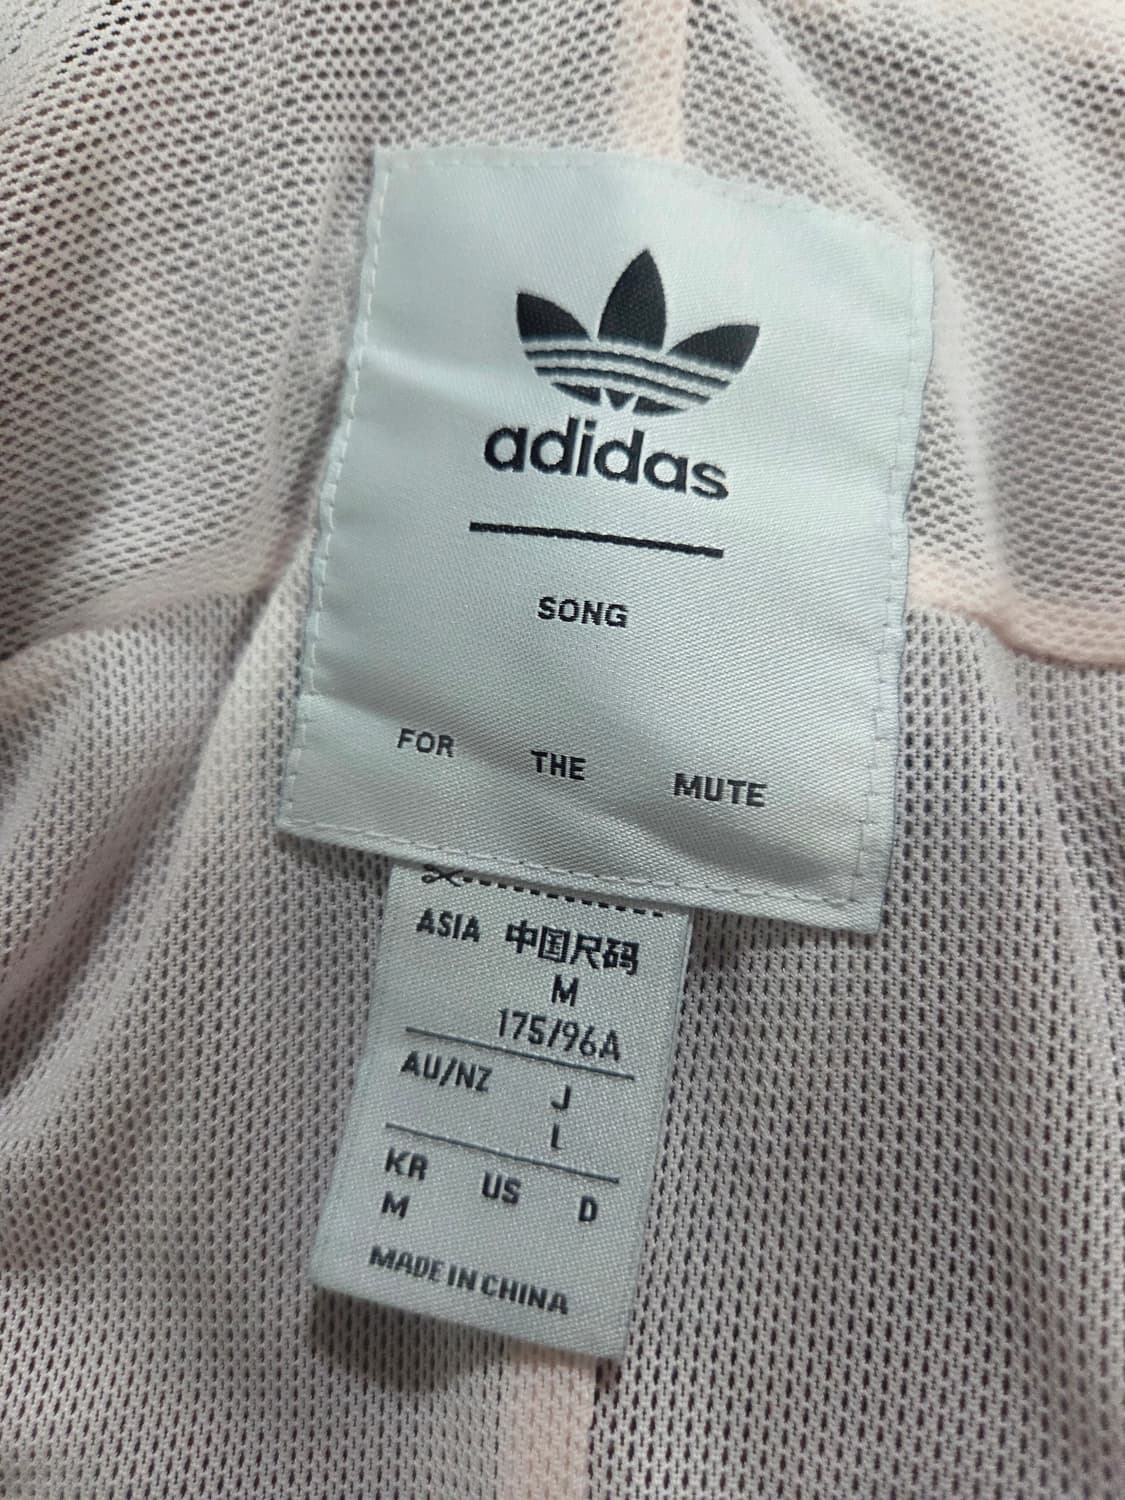 adidas
SONG
FOR THE MUTE
ASIA 中国尺码
M
175/96A
AU/NZ J
L
KR US D
M
MADE IN CHINA